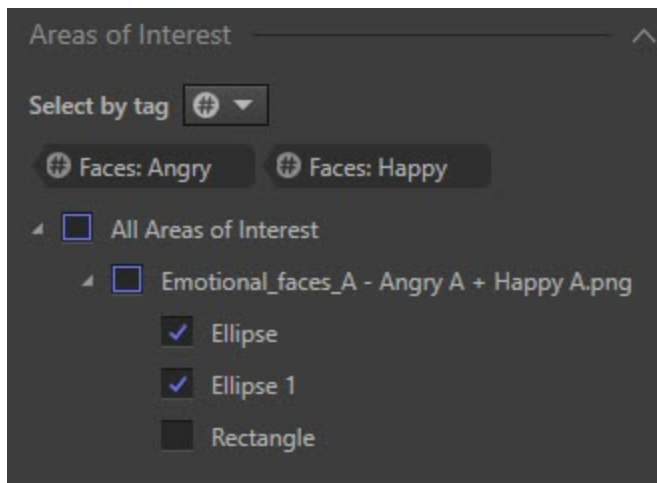 Areas of Interest
Select by tag
Faces: Angry Faces: Happy
All Areas of Interest
Emotional_faces_A - Angry A + Happy A.png
Ellipse
Ellipse 1
Rectangle